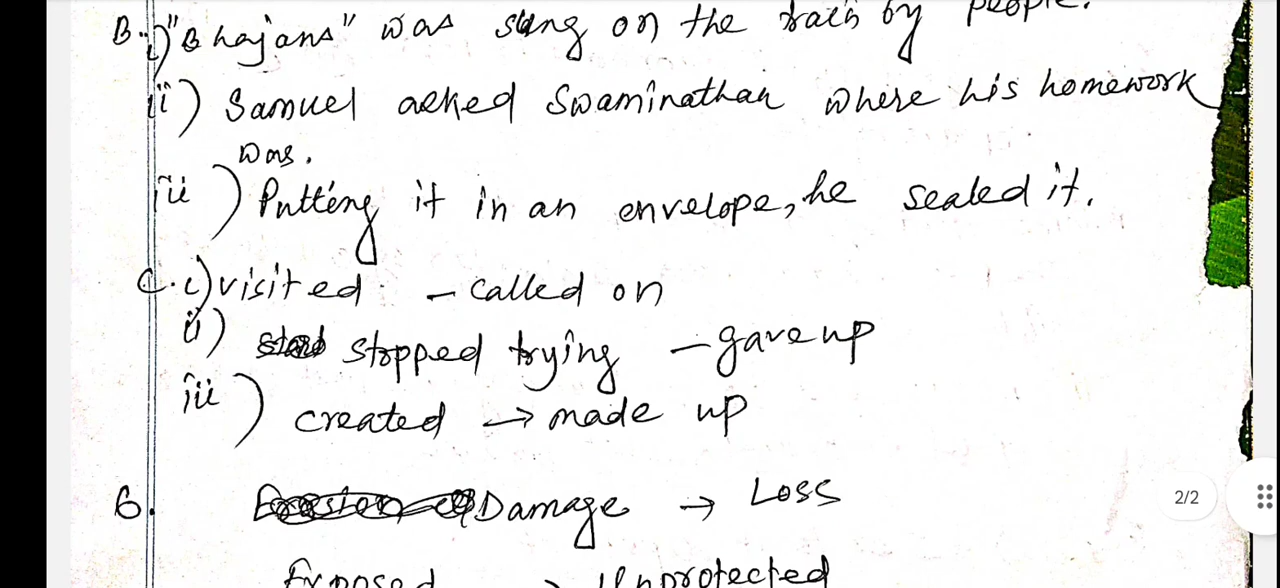 B. i) "Bhajans" was sung on the train by people.
ii) Samuel asked Swaminathan where his homework
was.
iii) Putting it in an envelope, he sealed it.
C. i) visited - called on
ii) stopped trying - gave up
iii) created → made up
6. Damage → Loss
Exposed → Unprotected
2/2